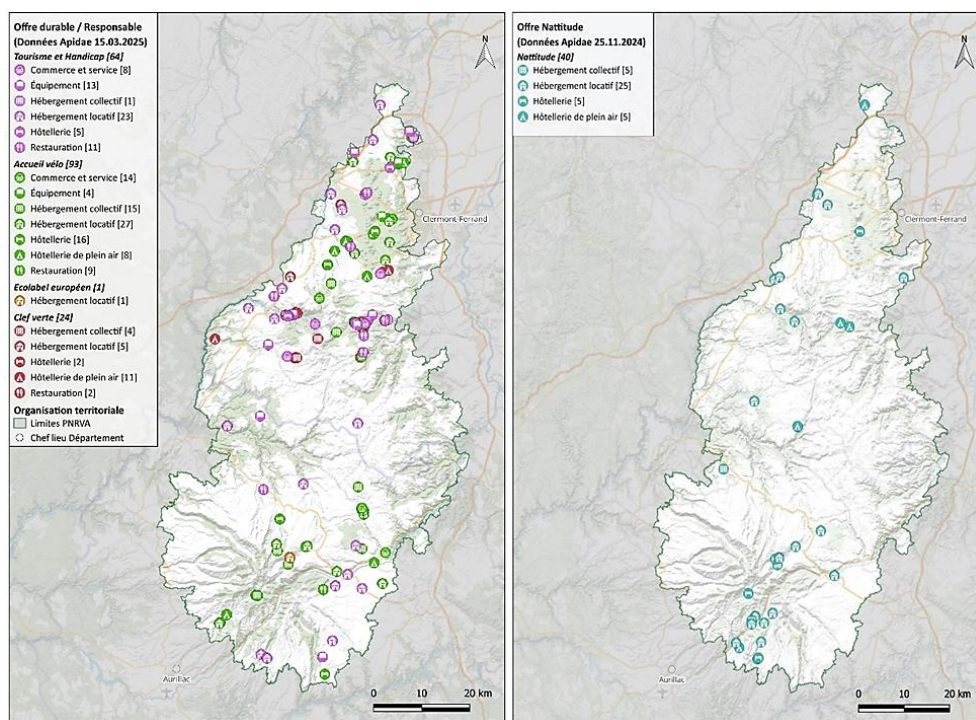 Offre durable / Responsable
(Données Apidae 15.03.2025)
Tourisme et Handicap [64]
Commerce et service [8]
Équipement [13]
Hébergement collectif [1]
Hébergement locatif [23]
Hôtellerie [5]
Restauration [11]
Accueil vélo [93]
Commerce et service [14]
Équipement [4]
Hébergement collectif [15]
Hébergement locatif [27]
Hôtellerie [16]
Hôtellerie de plein air [8]
Restauration [9]
Ecolabel européen [1]
Hébergement locatif [1]
Clef verte [24]
Hébergement collectif [4]
Hébergement locatif [5]
Hôtellerie [2]
Hôtellerie de plein air [11]
Restauration [2]
Organisation territoriale
Limites PNRVA
Chef lieu Département
N
Clermont-Ferrand
Aurillac
0 10 20 km
Offre Nattitude
(Données Apidae 25.11.2024)
Nattitude [40]
Hébergement collectif [5]
Hébergement locatif [25]
Hôtellerie [5]
Hôtellerie de plein air [5]
N
Clermont-Ferrand
Aurillac
0 10 20 km